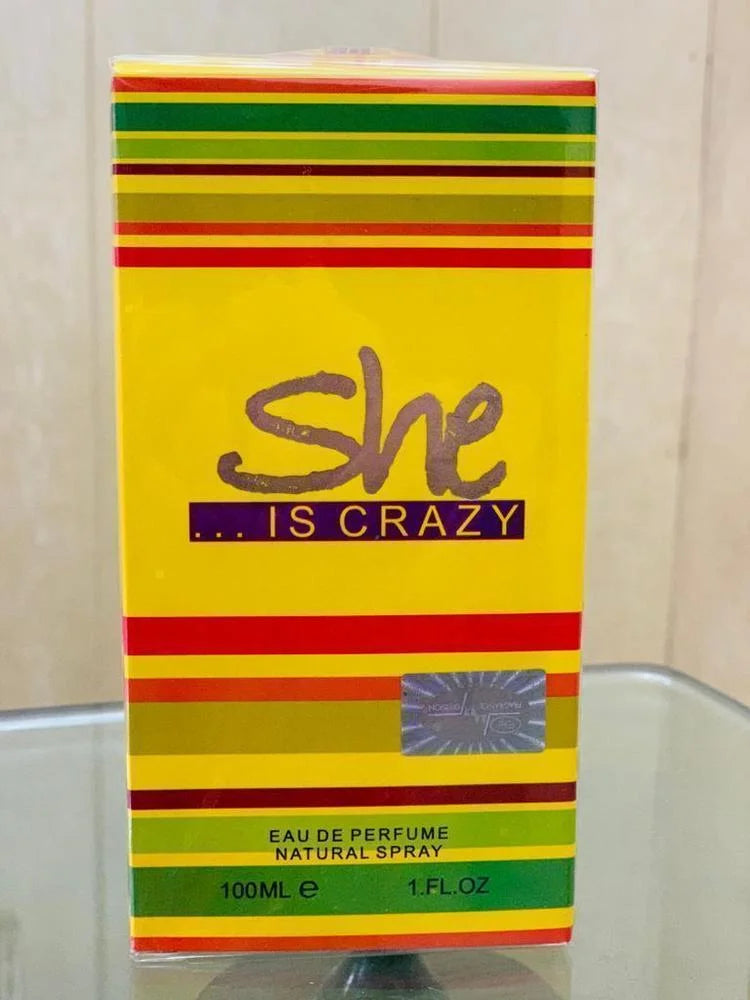 She
... IS CRAZY
EAU DE PERFUME
NATURAL SPRAY
100ML e 1.FL.OZ